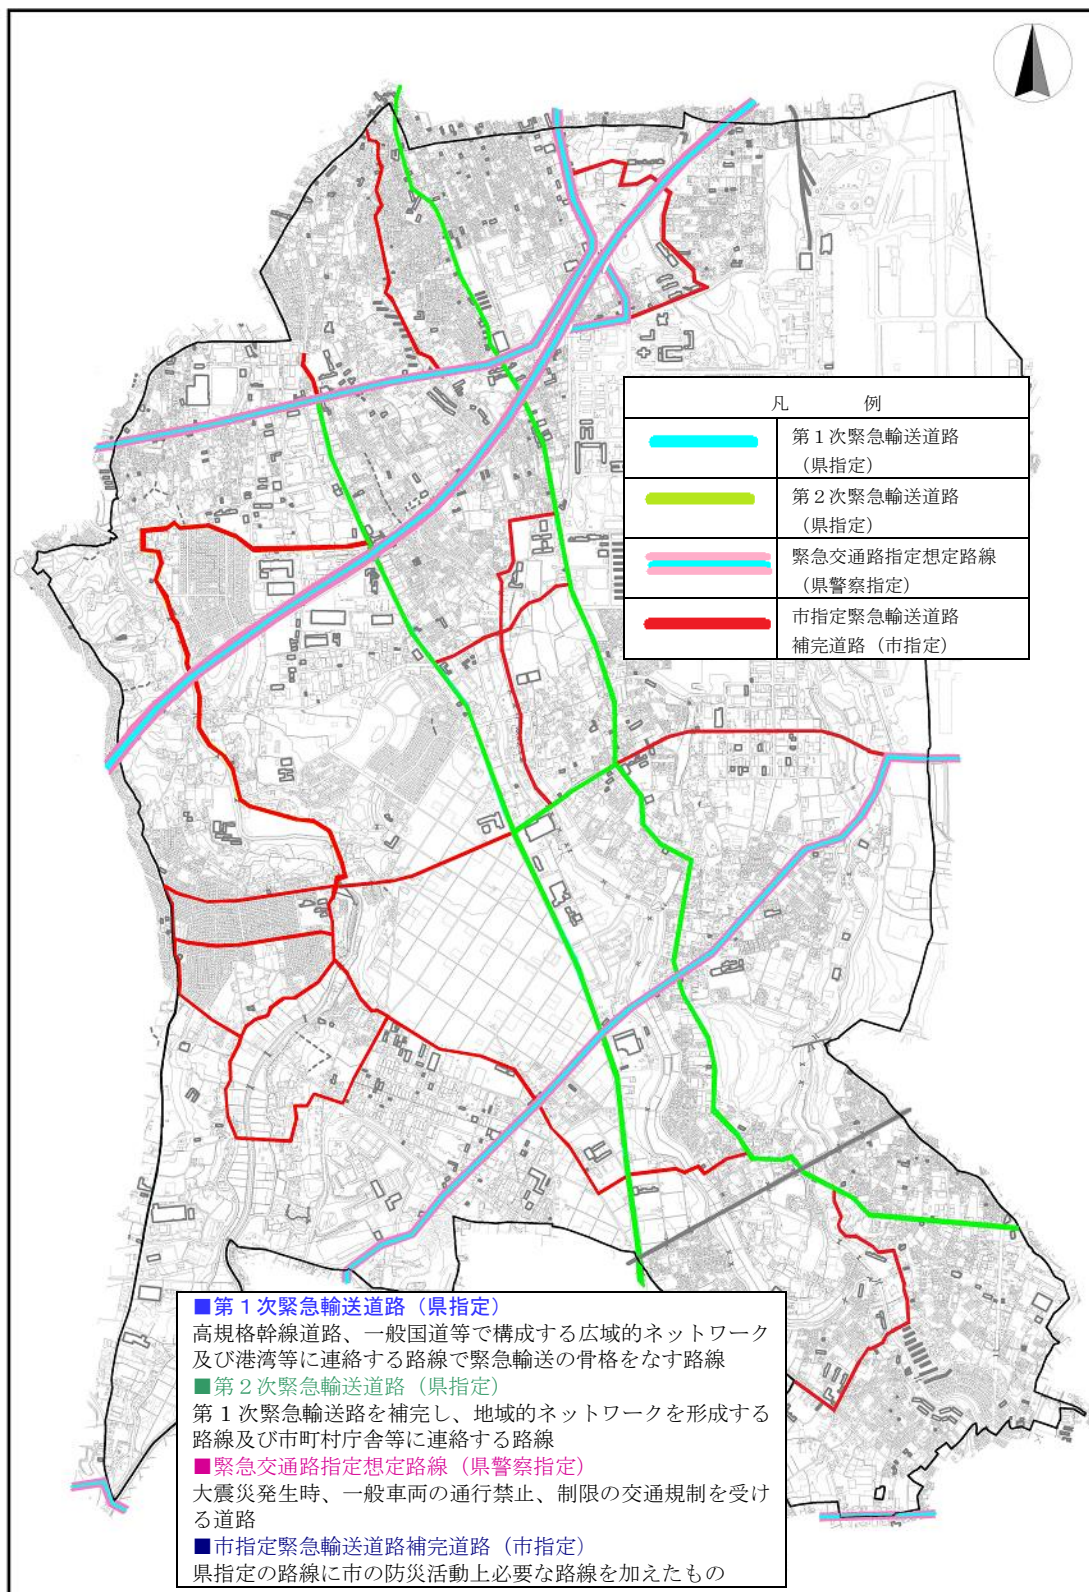 凡 例
第１次緊急輸送道路
（県指定）
第２次緊急輸送道路
（県指定）
緊急交通路指定想定路線
（県警察指定）
市指定緊急輸送道路
補完道路（市指定）
■第１次緊急輸送道路（県指定）
高規格幹線道路、一般国道等で構成する広域的ネットワーク
及び港湾等に連絡する路線で緊急輸送の骨格をなす路線
■第２次緊急輸送道路（県指定）
第 1 次緊急輸送路を補完し、地域的ネットワークを形成する
路線及び市町村庁舎等に連絡する路線
■緊急交通路指定想定路線（県警察指定）
大震災発生時、一般車両の通行禁止、制限の交通規制を受け
る道路
■市指定緊急輸送道路補完道路（市指定）
県指定の路線に市の防災活動上必要な路線を加えたもの